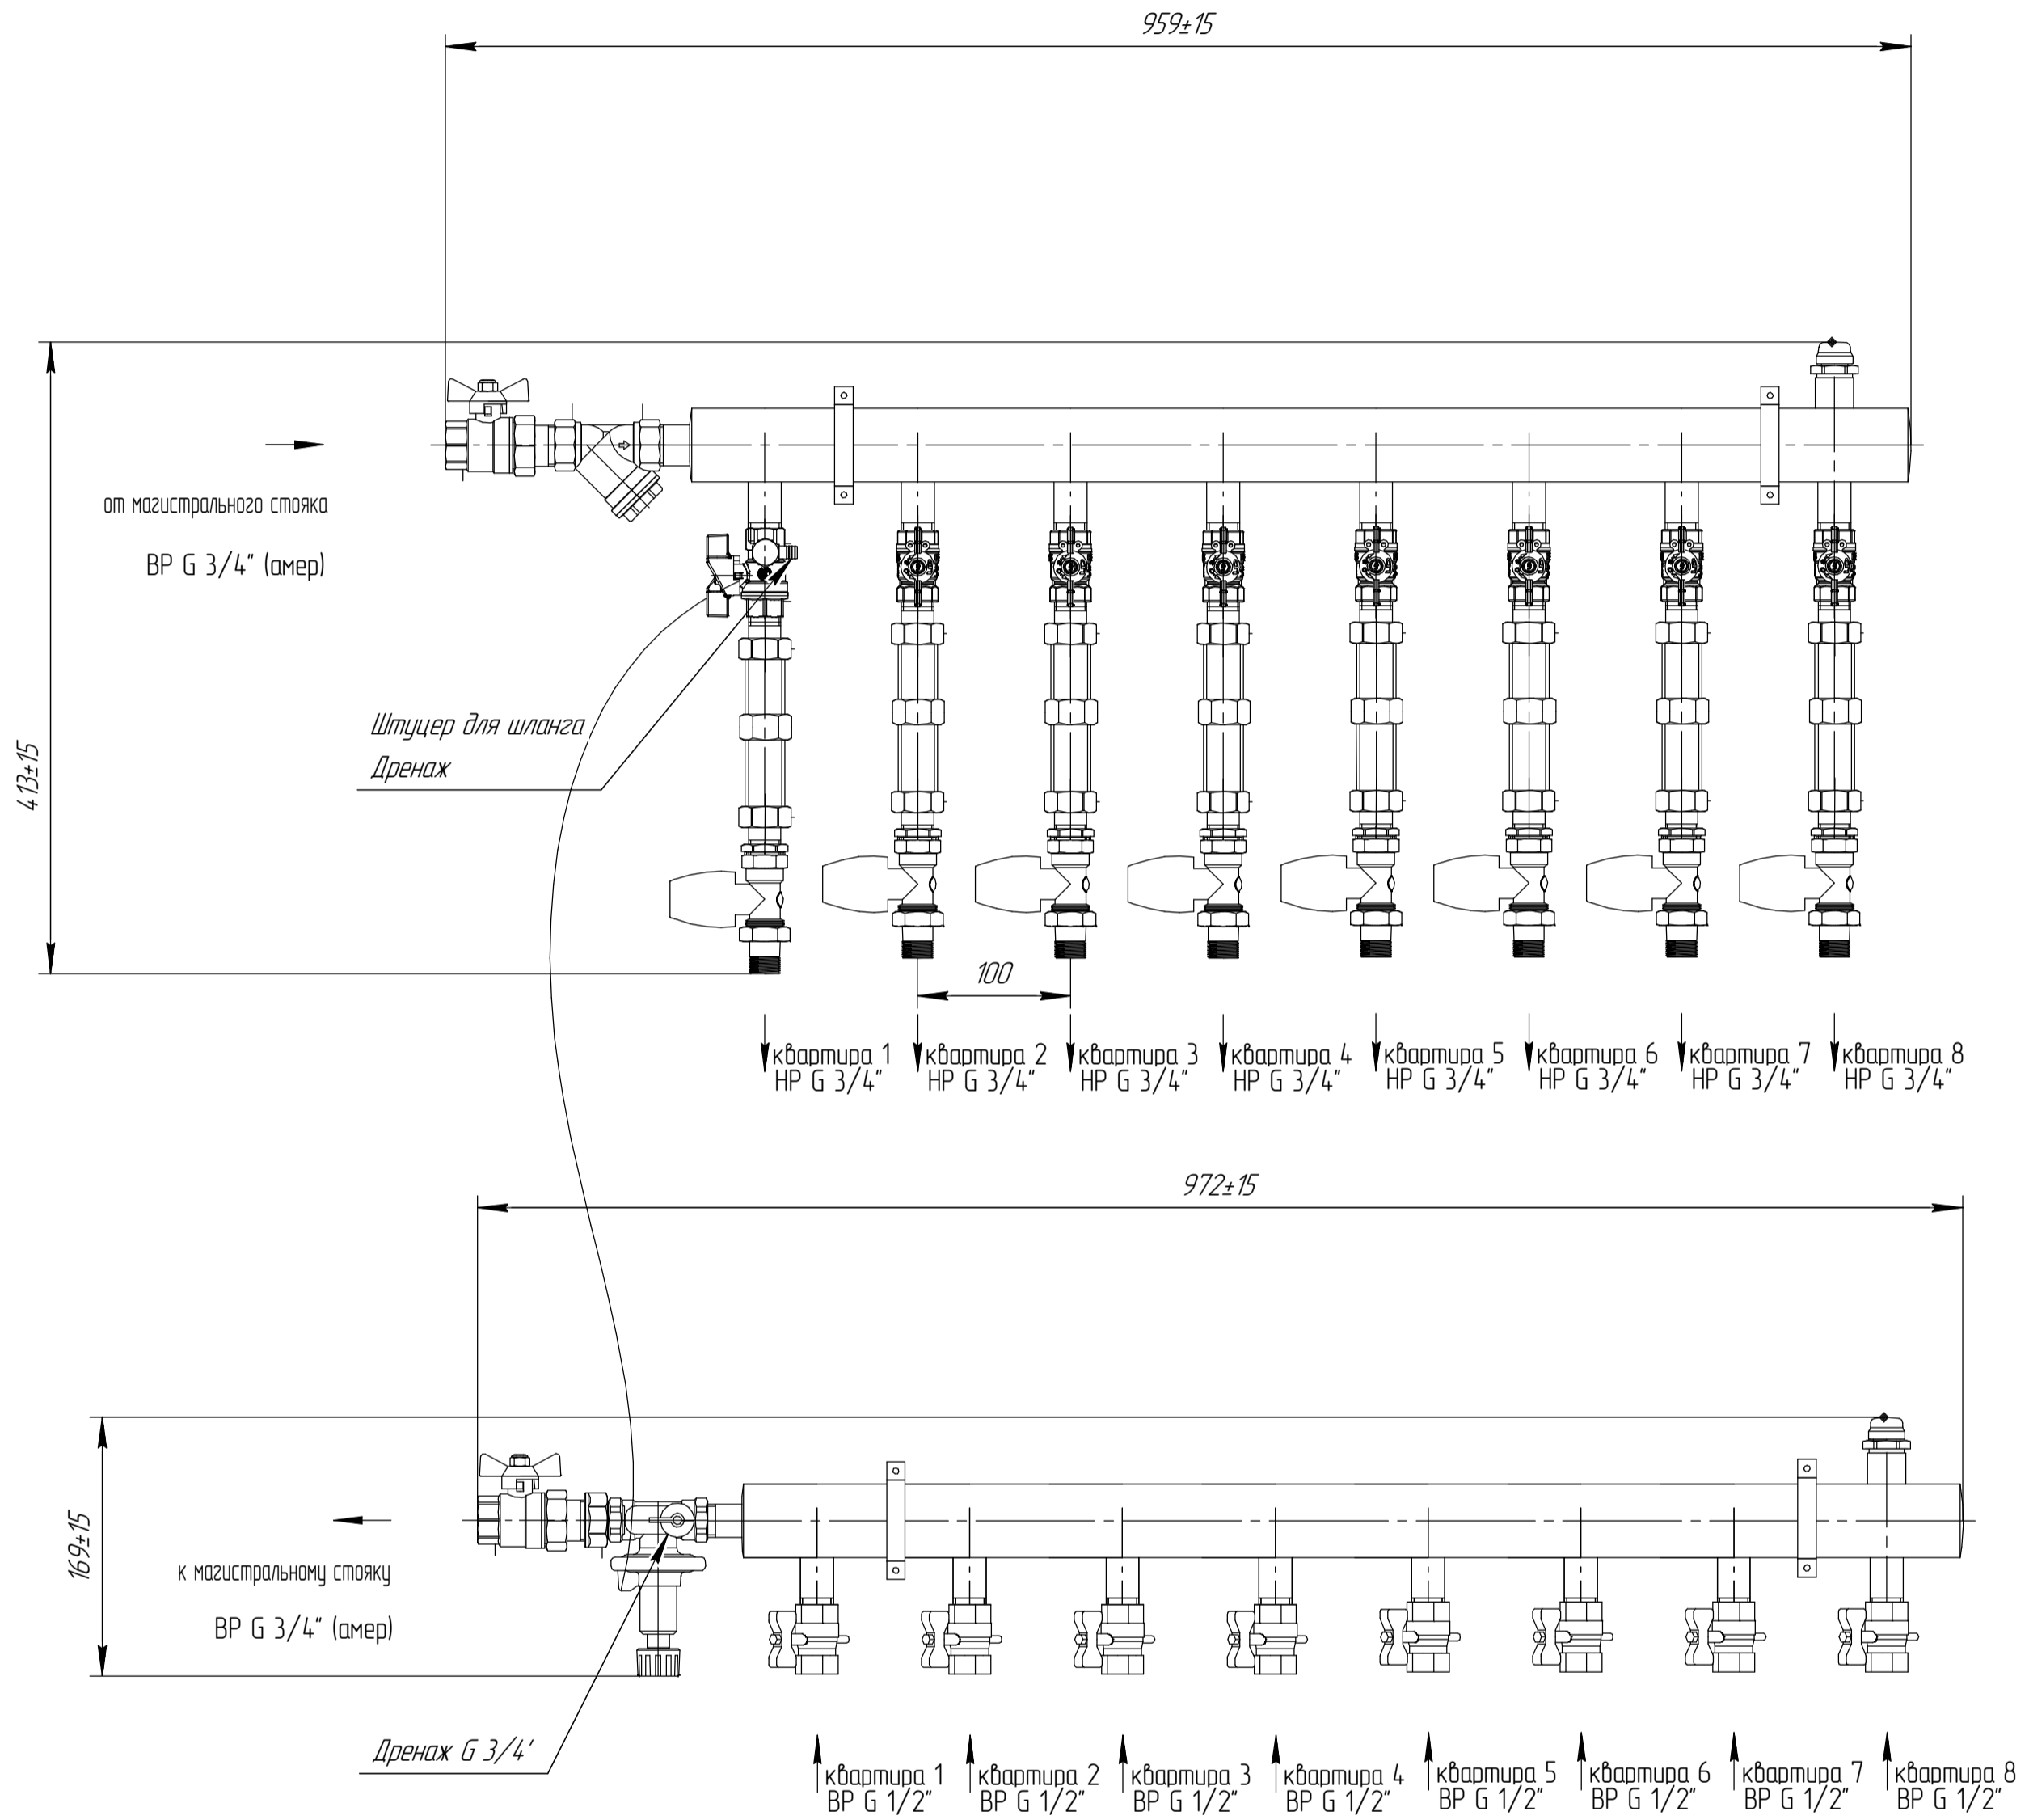 959±15
от магистрального стояка
ВР G 3/4" (амер)
413±15
Штуцер для шланга
Дренаж
100
квартира 1
НР G 3/4"
квартира 2
НР G 3/4"
квартира 3
НР G 3/4"
квартира 4
НР G 3/4"
квартира 5
НР G 3/4"
квартира 6
НР G 3/4"
квартира 7
НР G 3/4"
квартира 8
НР G 3/4"
972±15
169±15
к магистральному стояку
ВР G 3/4" (амер)
Дренаж G 3/4'
квартира 1
ВР G 1/2"
квартира 2
ВР G 1/2"
квартира 3
ВР G 1/2"
квартира 4
ВР G 1/2"
квартира 5
ВР G 1/2"
квартира 6
ВР G 1/2"
квартира 7
ВР G 1/2"
квартира 8
ВР G 1/2"